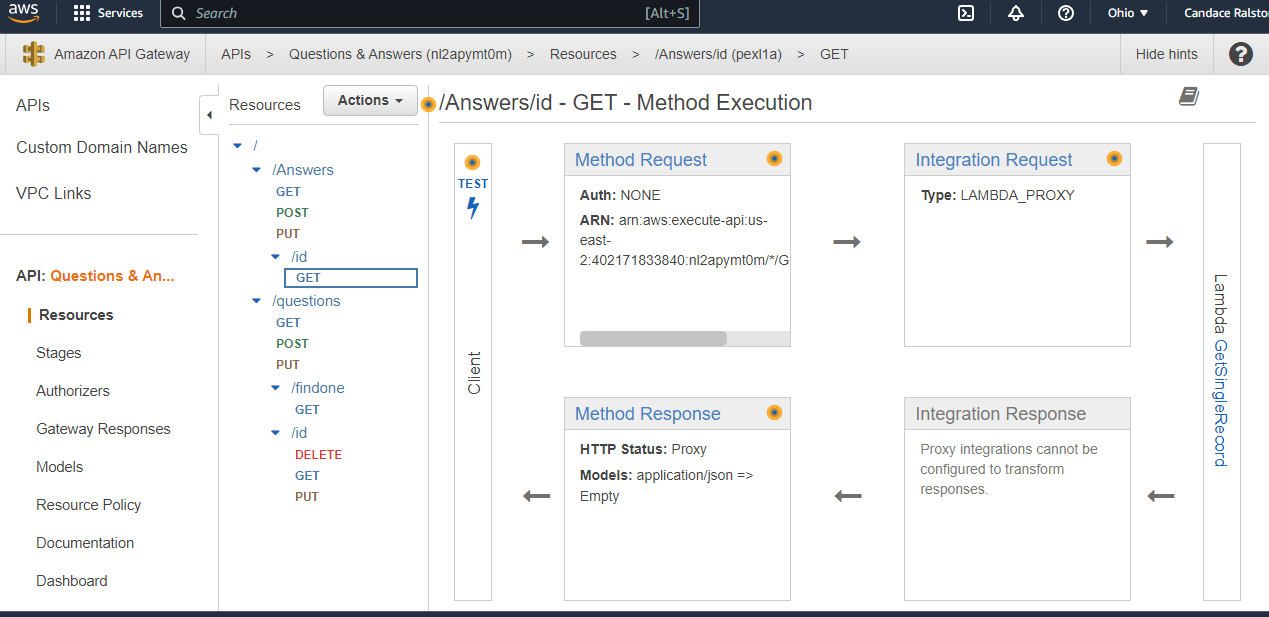 aws
Services
Search
[Alt+S]
Ohio
Candace Ralsto
Amazon API Gateway
APIs > Questions & Answers (nl2apymt0m) > Resources > /Answers/id (pexl1a) > GET
Hide hints
APIs
Custom Domain Names
VPC Links
API: Questions & An...
Resources
Stages
Authorizers
Gateway Responses
Models
Resource Policy
Documentation
Dashboard
Resources
Actions
/
/Answers
GET
POST
PUT
/id
GET
/questions
GET
POST
PUT
/findone
GET
/id
DELETE
GET
PUT
/Answers/id - GET - Method Execution
TEST
Client
Method Request
Auth: NONE
ARN: arn:aws:execute-api:us-
east-
2:402171833840:nl2apymt0m/*/G
Integration Request
Type: LAMBDA_PROXY
Lambda GetSingleRecord
Method Response
HTTP Status: Proxy
Models: application/json =>
Empty
Integration Response
Proxy integrations cannot be
configured to transform
responses.